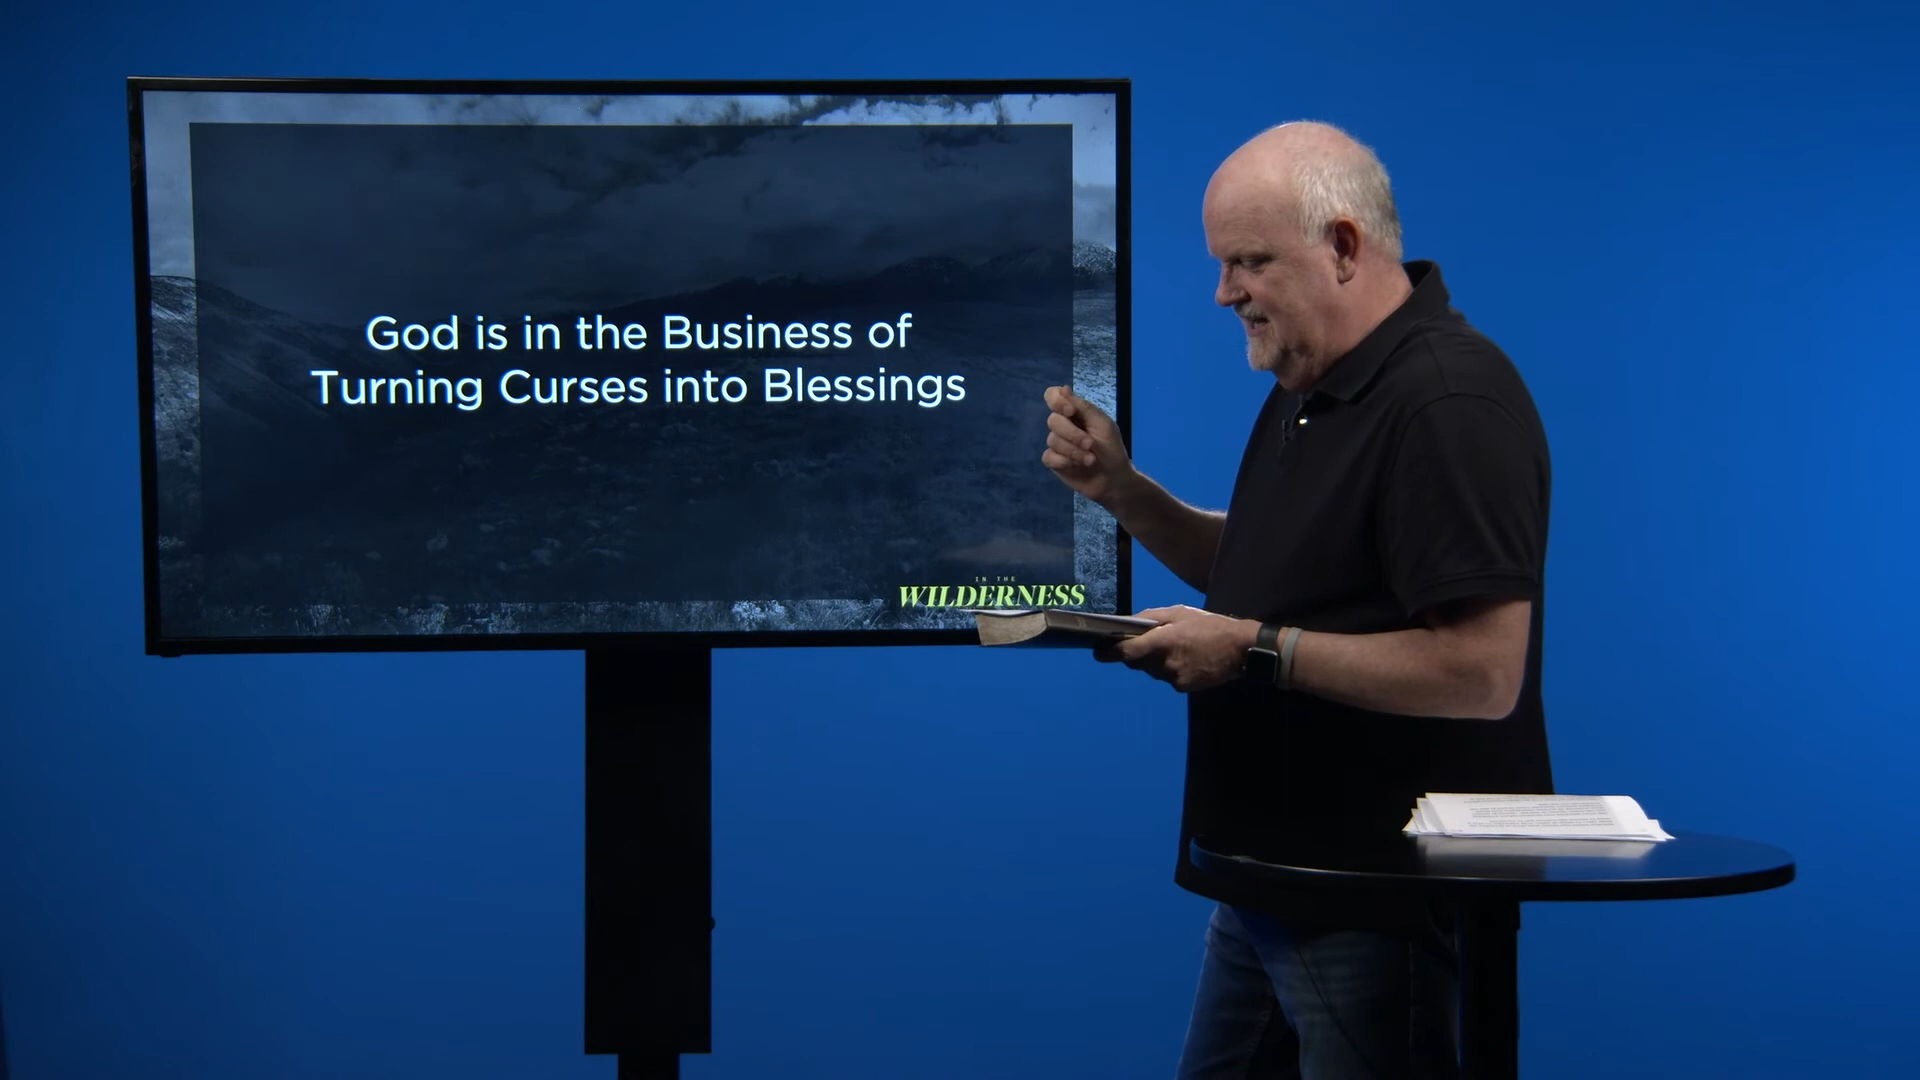 God is in the Business of
Turning Curses into Blessings
IN THE
WILDERNESS